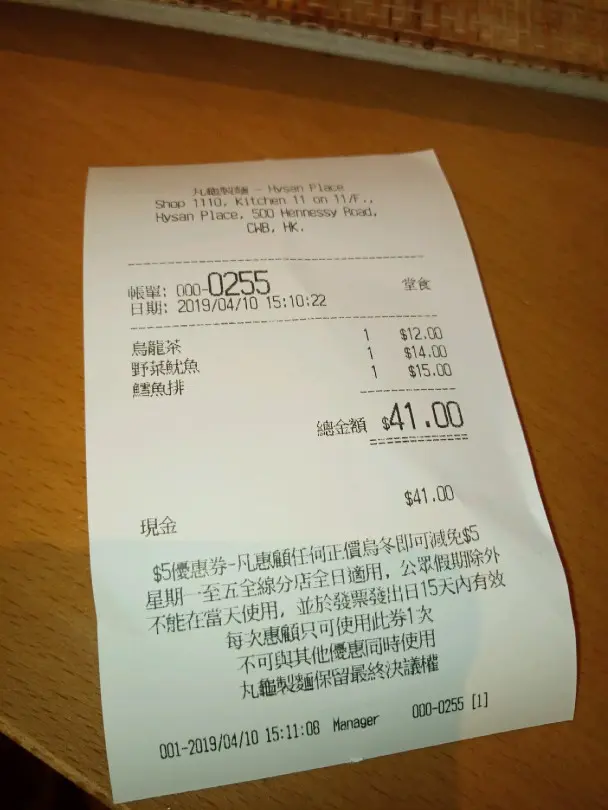 丸龜製麵 - Hysan Place
Shop 1110, Kitchen 11 on 11/F.,
Hysan Place, 500 Hennessy Road,
CWB, HK.
帳單: 000-0255 堂食
日期: 2019/04/10 15:10:22
烏龍茶 1 $12.00
野菜魷魚 1 $14.00
鱈魚排 1 $15.00
總金額 $41.00
$41.00
現金
$5優惠券-凡惠顧任何正價烏冬即可減免$5
星期一至五全線分店全日適用, 公眾假期除外
不能在當天使用, 並於發票發出日15天內有效
每次惠顧只可使用此券1次
不可與其他優惠同時使用
丸龜製麵保留最終決議權
001-2019/04/10 15:11:08 Manager 000-0255 [1]